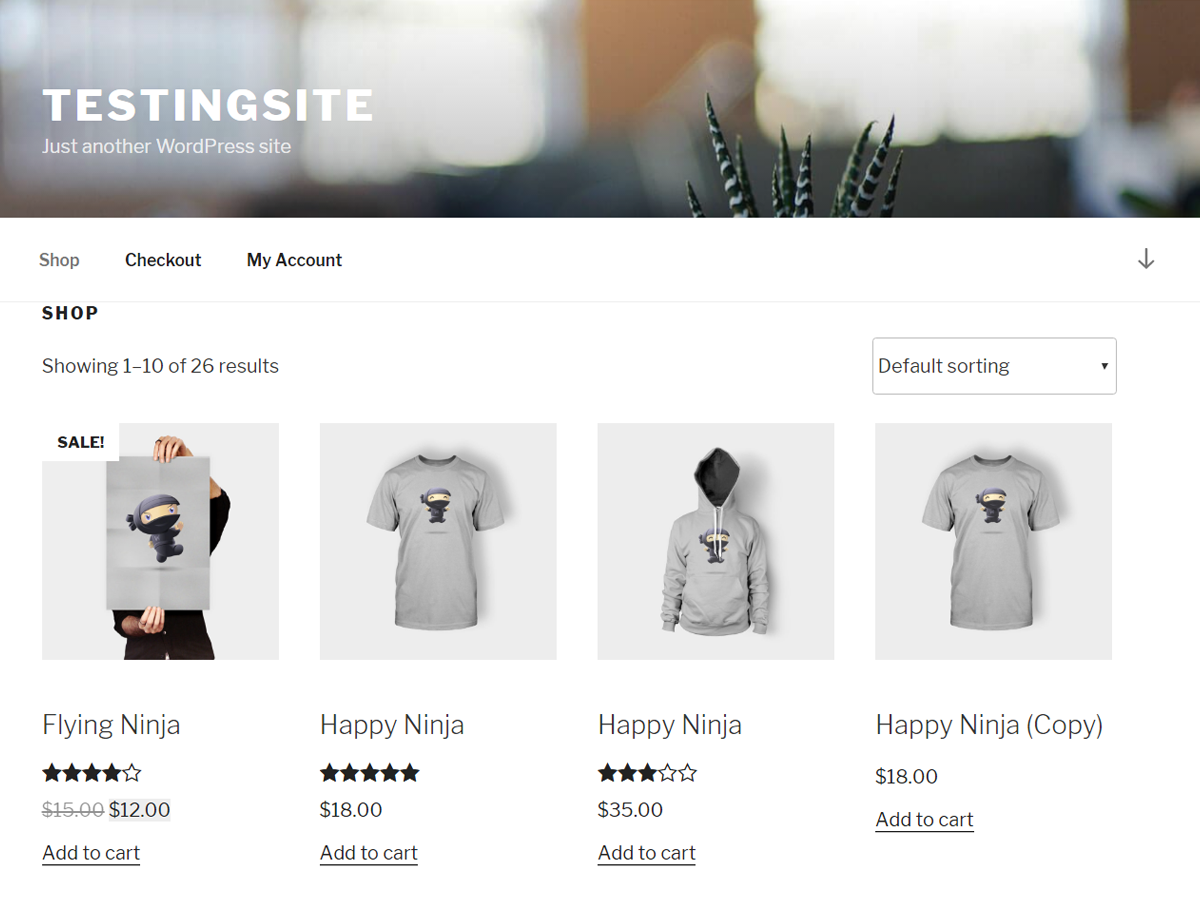 TESTINGSITE
Just another WordPress site
Shop Checkout My Account
SHOP
Showing 1–10 of 26 results
Default sorting
SALE!
Flying Ninja
$15.00 $12.00
Add to cart
Happy Ninja
$18.00
Add to cart
Happy Ninja
$35.00
Add to cart
Happy Ninja (Copy)
$18.00
Add to cart